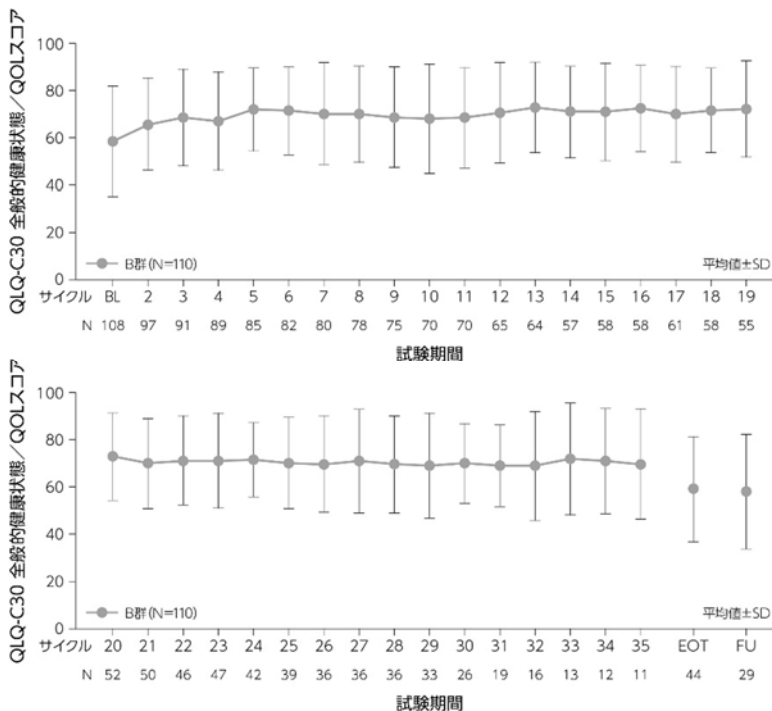 QLQ-C30 全般的健康状態/QOLスコア
100
80
60
40
20
0
B群(N=110)
平均値±SD
サイクル BL 2 3 4 5 6 7 8 9 10 11 12 13 14 15 16 17 18 19
N 108 97 91 89 85 82 80 78 75 70 70 65 64 57 58 58 61 58 55
試験期間
QLQ-C30 全般的健康状態/QOLスコア
100
80
60
40
20
0
B群(N=110)
平均値±SD
サイクル 20 21 22 23 24 25 26 27 28 29 30 31 32 33 34 35 EOT FU
N 52 50 46 47 42 39 36 36 36 33 26 19 16 13 12 11 44 29
試験期間